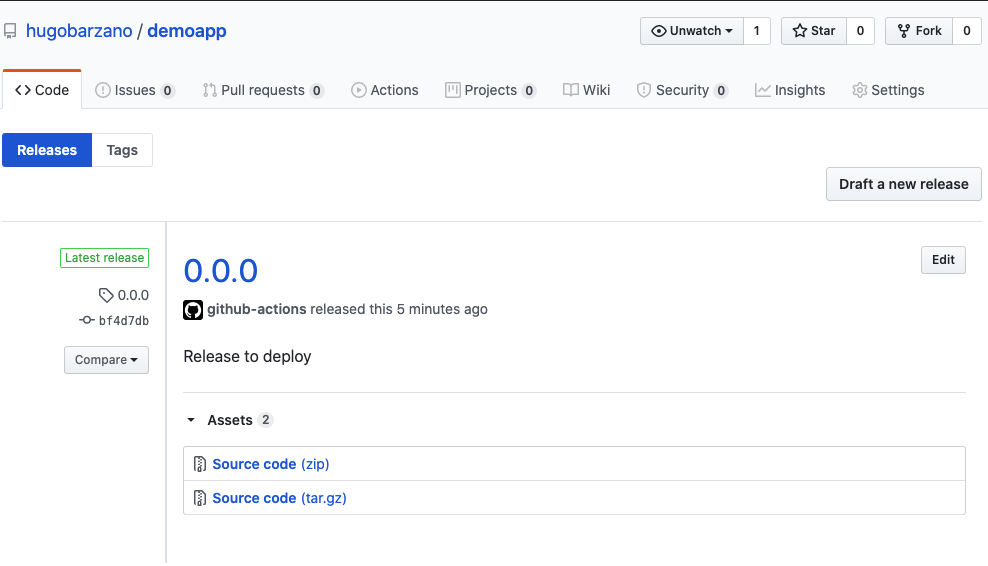 hugobarzano / demoapp
Unwatch 1 Star 0 Fork 0
Code Issues 0 Pull requests 0 Actions Projects 0 Wiki Security 0 Insights Settings
Releases Tags
Draft a new release
Latest release
0.0.0
bf4d7db
Compare
0.0.0
Edit
github-actions released this 5 minutes ago
Release to deploy
Assets 2
Source code (zip)
Source code (tar.gz)